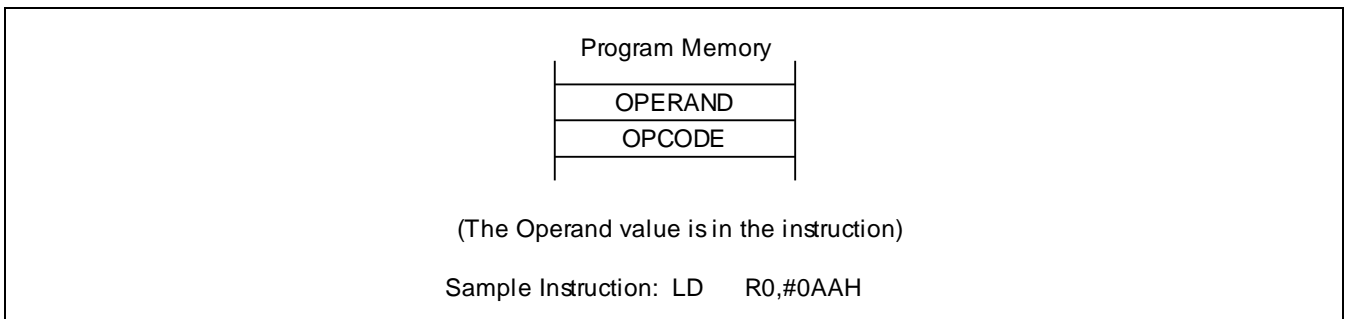 Program Memory
OPERAND
OPCODE
(The Operand value is in the instruction)
Sample Instruction: LD R0,#0AAH